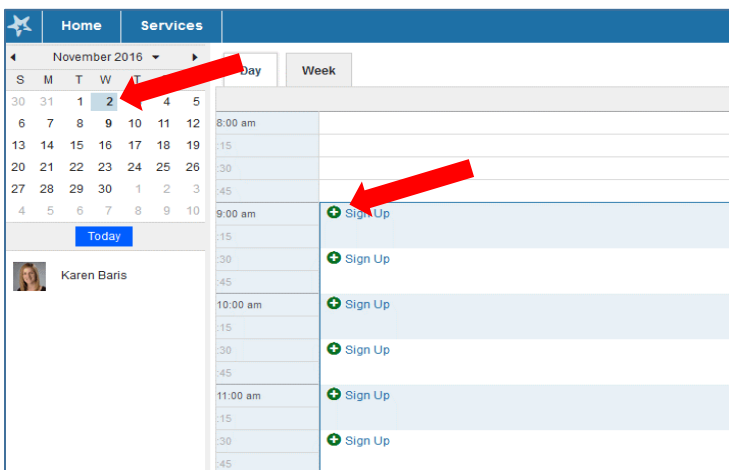 Home Services
November 2016
Day Week
S M T W T
30 31 1 2 4 5
6 7 8 9 10 11 12
13 14 15 16 17 18 19
20 21 22 23 24 25 26
27 28 29 30 1 2 3
4 5 6 7 8 9 10
Today
Karen Baris
8:00 am
:15
:30
:45
9:00 am Sign Up
:15
:30 Sign Up
:45
10:00 am Sign Up
:15
:30 Sign Up
:45
11:00 am Sign Up
:15
:30 Sign Up
:45